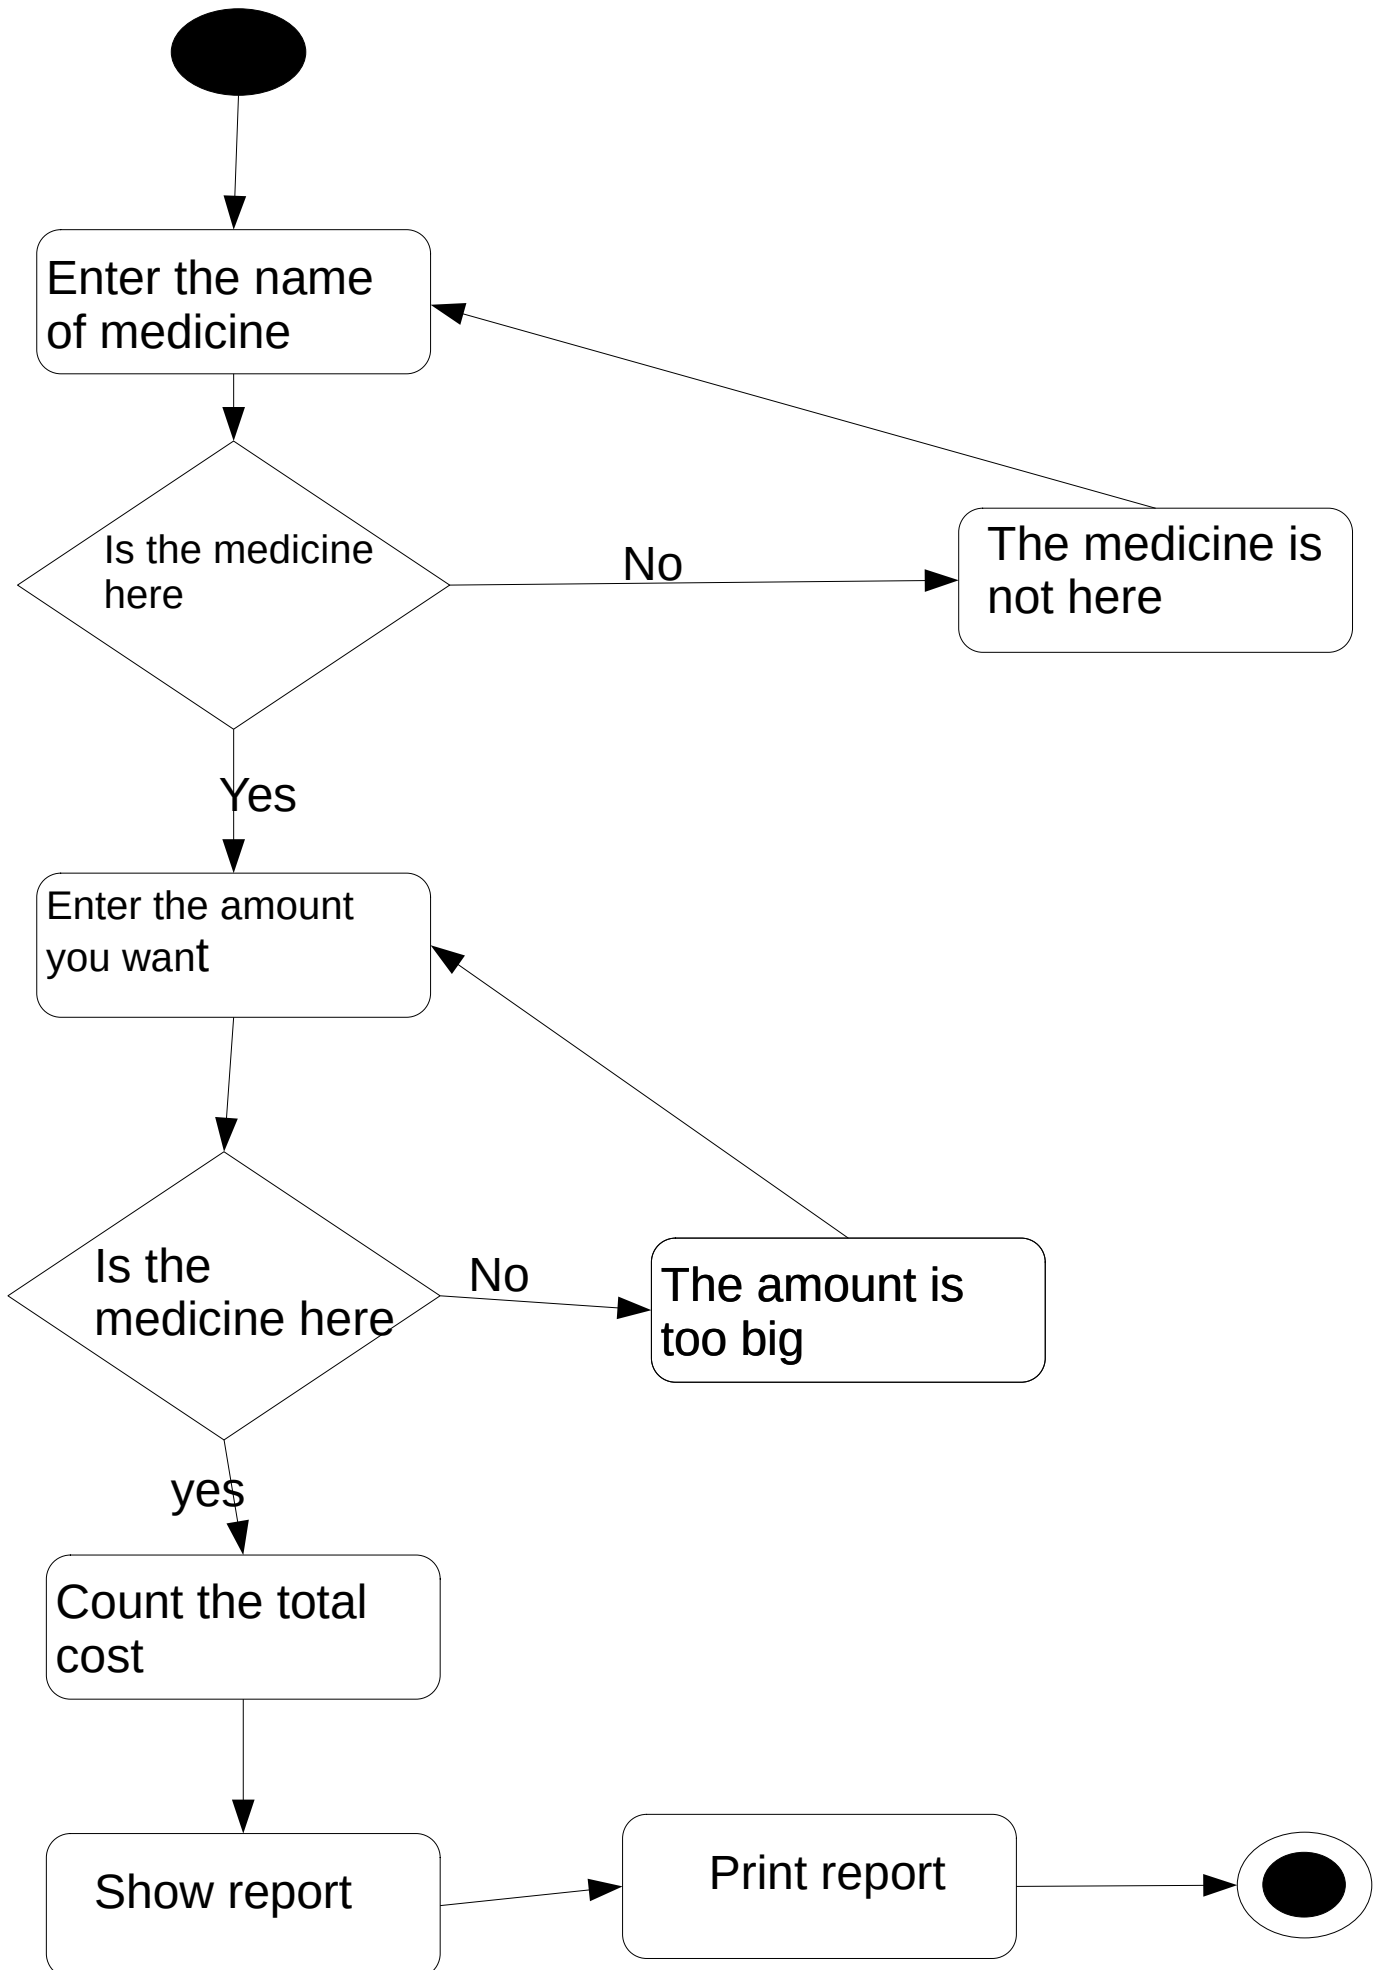 Enter the name
of medicine
Is the medicine
here
No
The medicine is
not here
Yes
Enter the amount
you want
Is the
medicine here
No
The amount is
too big
yes
Count the total
cost
Show report
Print report